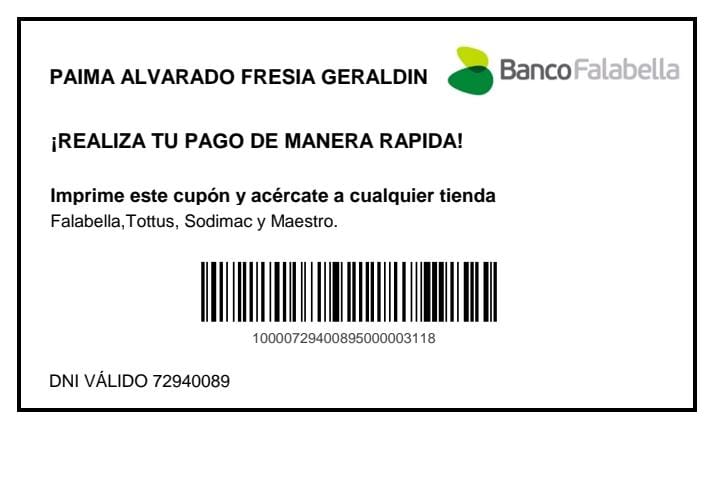 PAIMA ALVARADO FRESIA GERALDIN
BancoFalabella
¡REALIZA TU PAGO DE MANERA RAPIDA!
Imprime este cupón y acércate a cualquier tienda
Falabella,Tottus, Sodimac y Maestro.
10000729400895000003118
DNI VÁLIDO 72940089